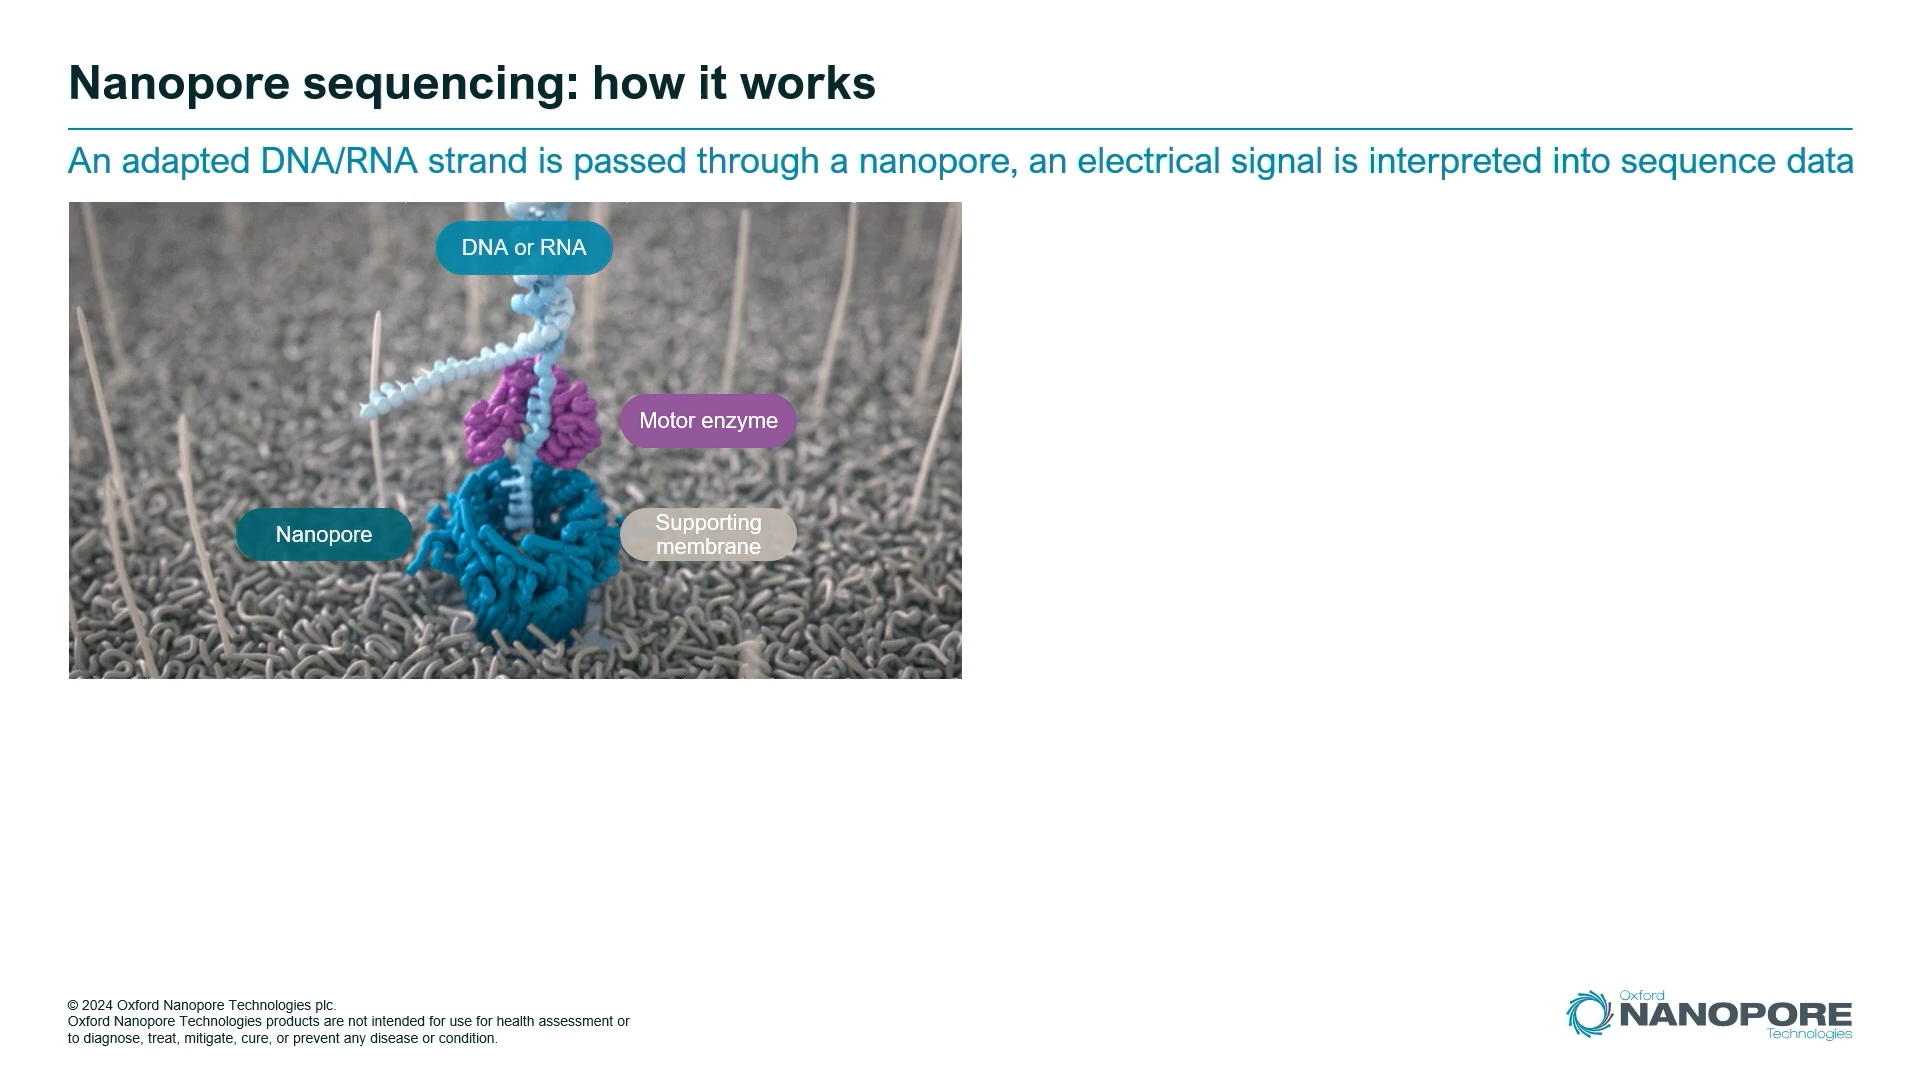 Nanopore sequencing: how it works
An adapted DNA/RNA strand is passed through a nanopore, an electrical signal is interpreted into sequence data
DNA or RNA
Motor enzyme
Nanopore
Supporting
membrane
© 2024 Oxford Nanopore Technologies plc.
Oxford Nanopore Technologies products are not intended for use for health assessment or
to diagnose, treat, mitigate, cure, or prevent any disease or condition.
Oxford
NANOPORE
Technologies